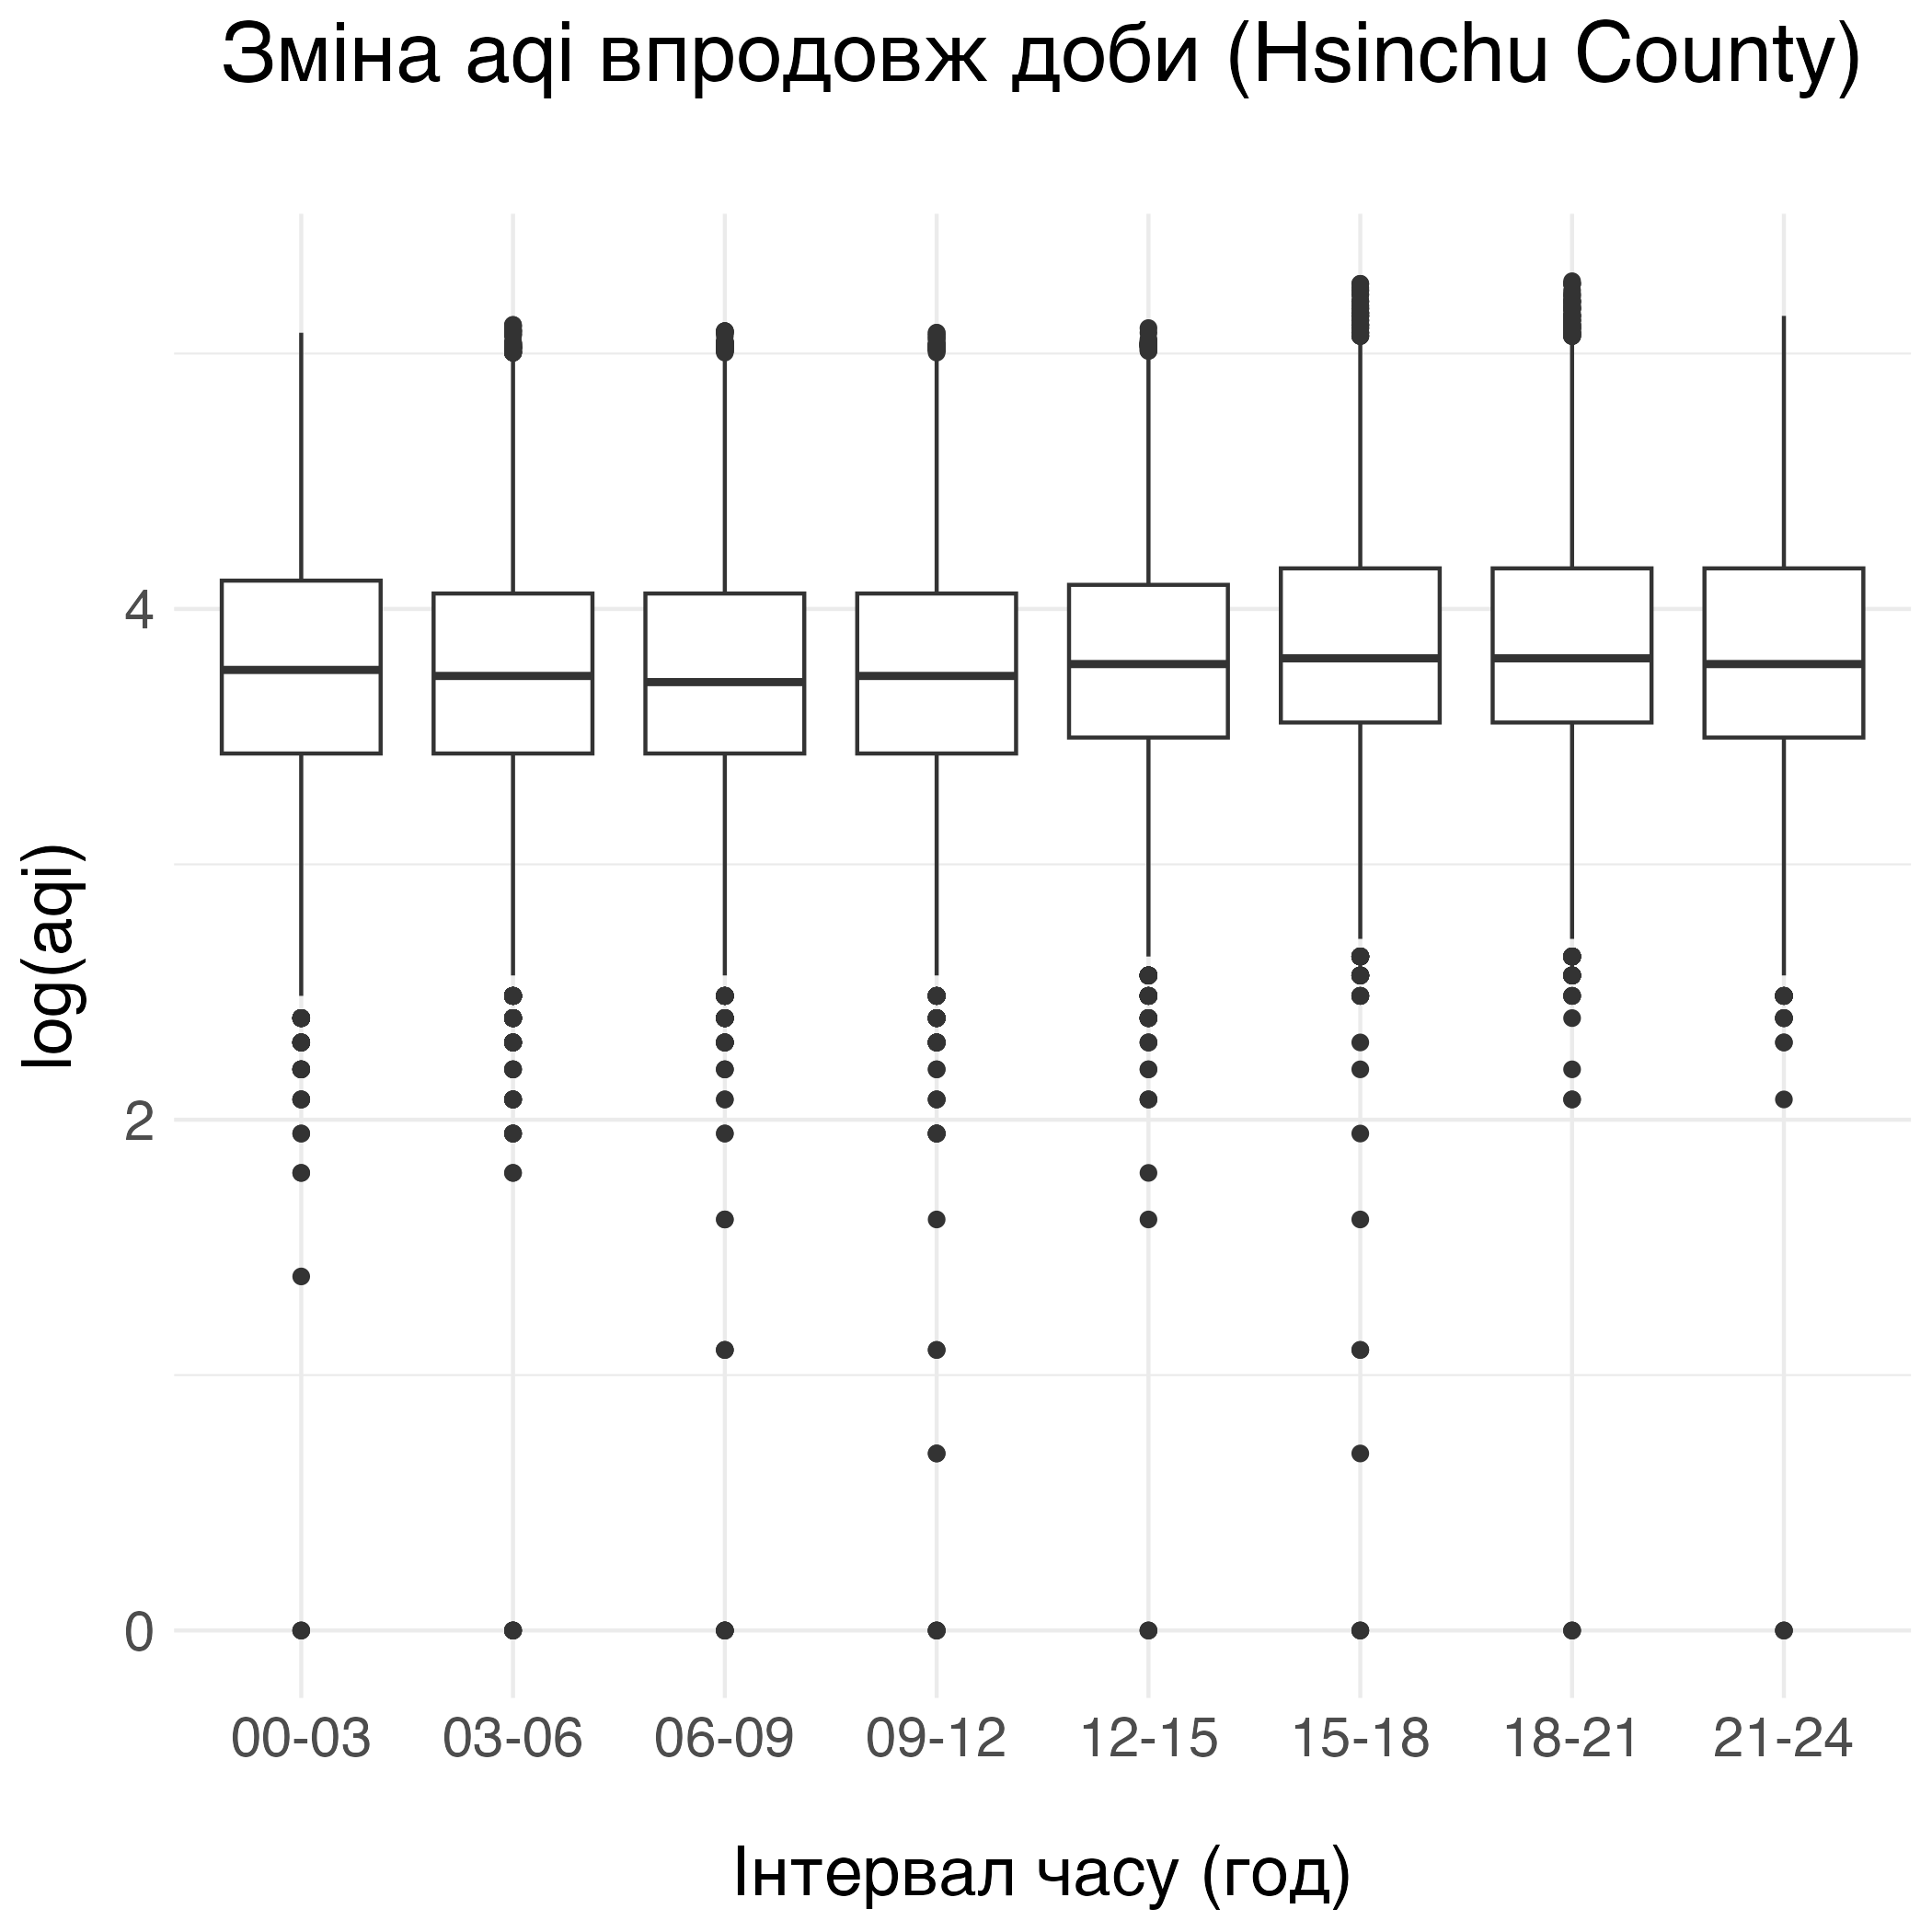 Зміна aqi впродовж доби (Hsinchu County)
log(aqi)
4
2
0
00-03 03-06 06-09 09-12 12-15 15-18 18-21 21-24
Інтервал часу (год)